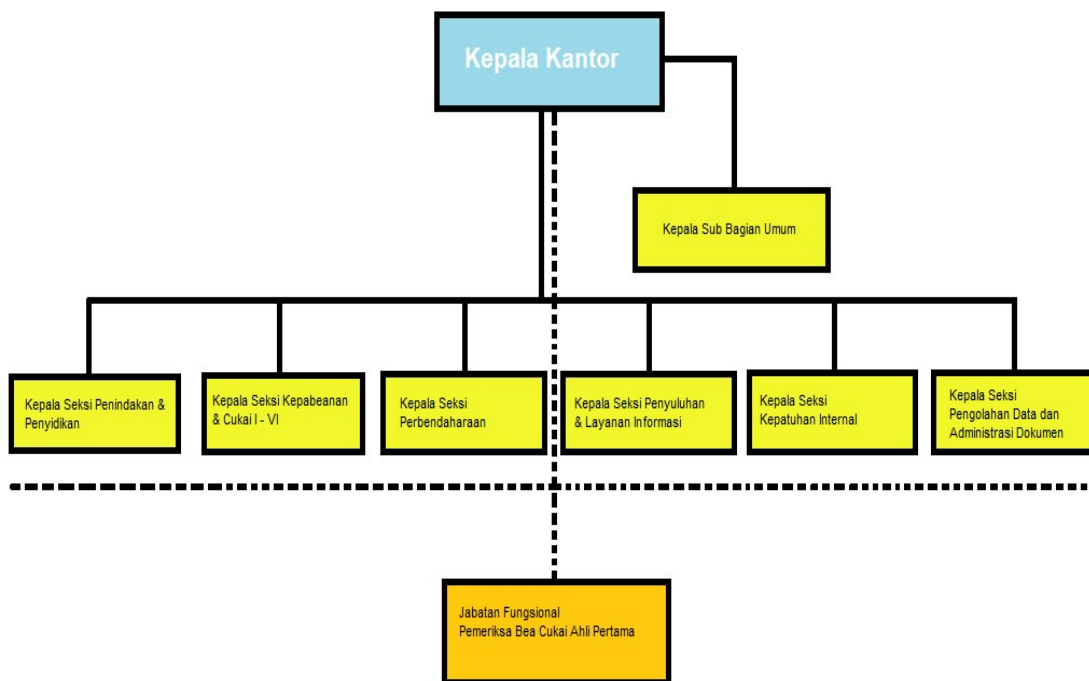 Kepala Kantor
Kepala Sub Bagian Umum
Kepala Seksi Penindakan &
Penyidikan
Kepala Seksi Kepabeanan
& Cukai I - VI
Kepala Seksi
Perbendaharaan
Kepala Seksi Penyuluhan
& Layanan Informasi
Kepala Seksi
Kepatuhan Internal
Kepala Seksi
Pengolahan Data dan
Administrasi Dokumen
Jabatan Fungsional
Pemeriksa Bea Cukai Ahli Pertama